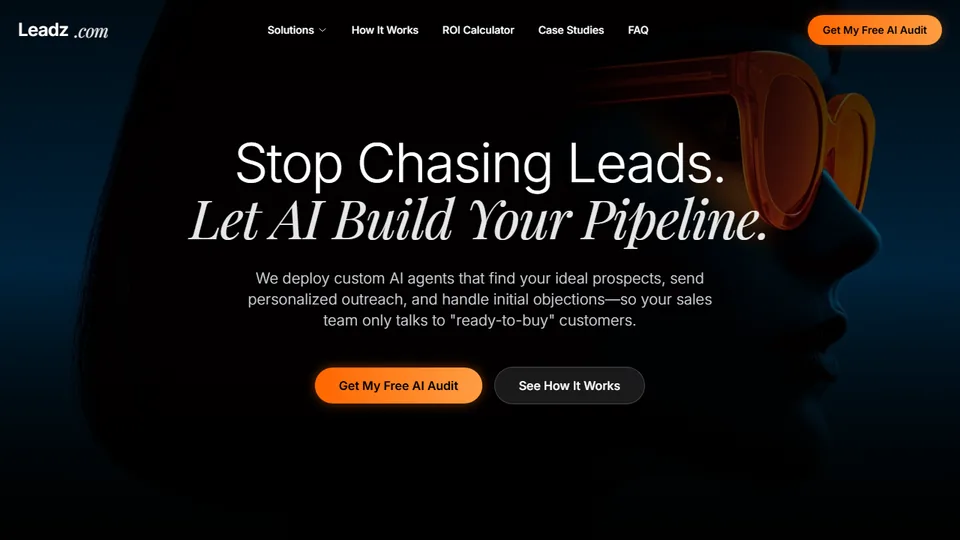 Leadz .com
Solutions
How It Works
ROI Calculator
Case Studies
FAQ
Get My Free AI Audit
Stop Chasing Leads.
Let AI Build Your Pipeline.
We deploy custom AI agents that find your ideal prospects, send
personalized outreach, and handle initial objections—so your sales
team only talks to "ready-to-buy" customers.
Get My Free AI Audit
See How It Works